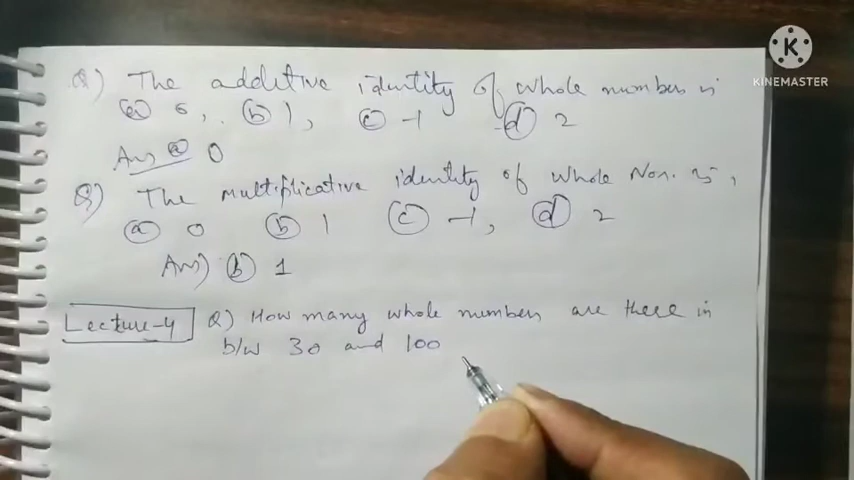 Q) The additive identity of whole numbers is
(a) 0, (b) 1, (c) -1 (d) 2
Ans (a) 0
Q) The multiplicative identity of whole Non. is,
(a) 0 (b) 1 (c) -1, (d) 2
Ans) (b) 1
Lecture-4 Q) How many whole numbers are there in
b/w 30 and 100
K
KINEMASTER